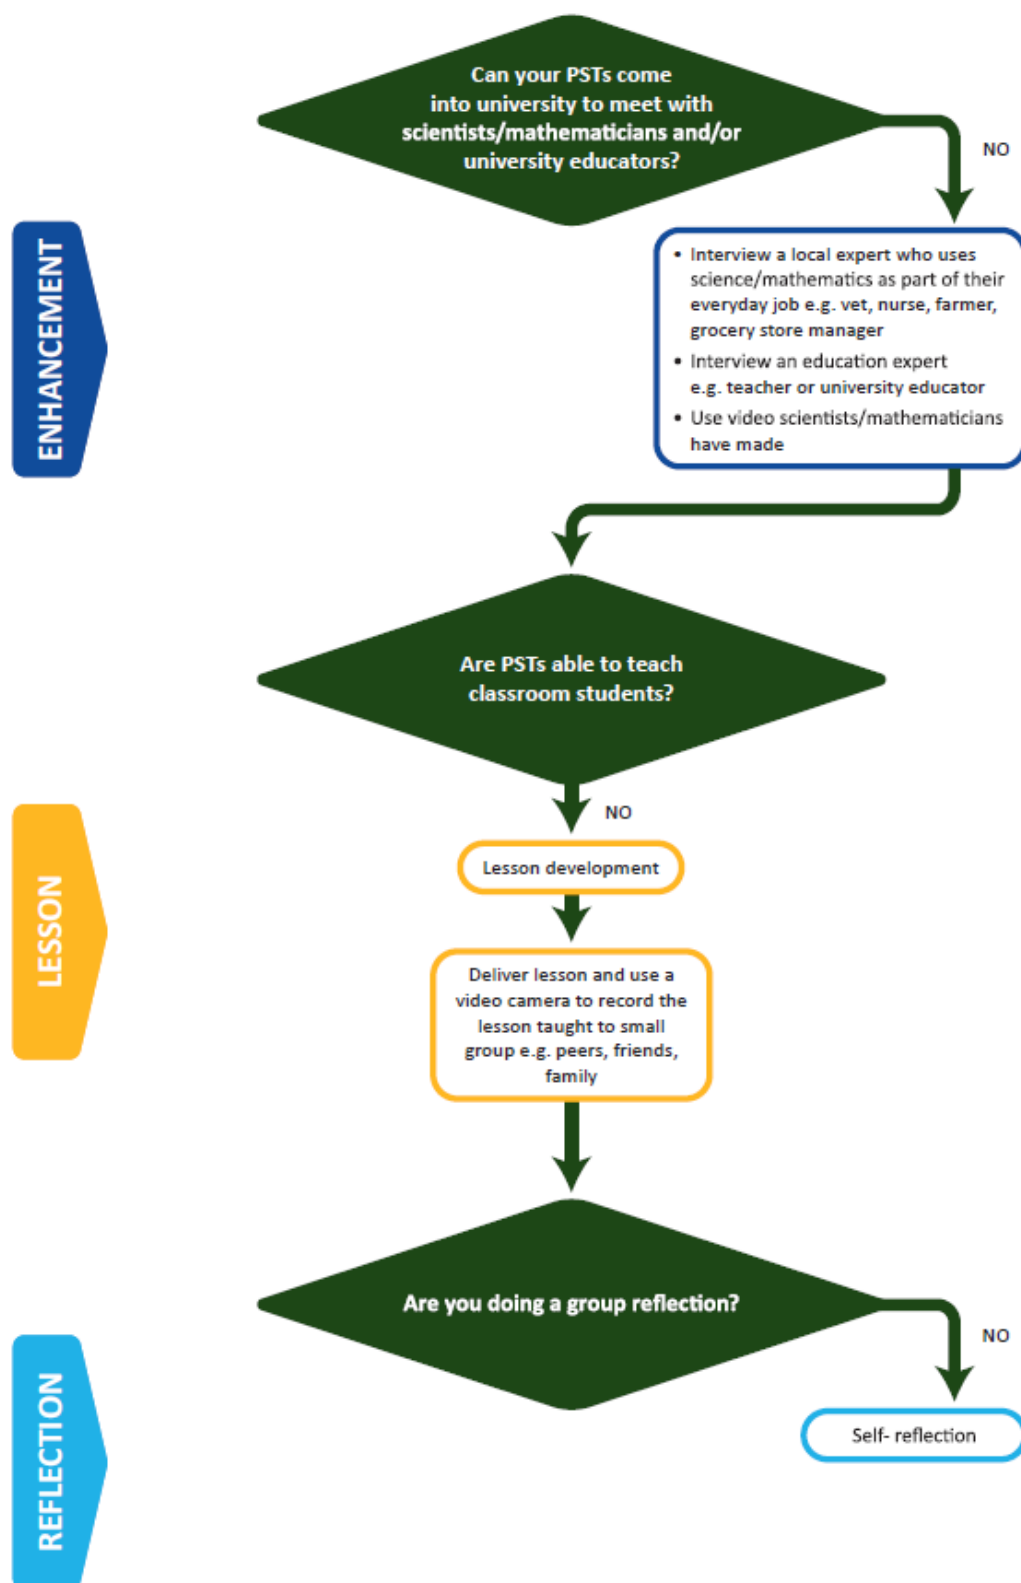 Can your PSTs come
into university to meet with
scientists/mathematicians and/or
university educators?
NO
ENHANCEMENT
• Interview a local expert who uses
science/mathematics as part of their
everyday job e.g. vet, nurse, farmer,
grocery store manager
• Interview an education expert
e.g. teacher or university educator
• Use video scientists/mathematicians
have made
Are PSTs able to teach
classroom students?
NO
LESSON
Lesson development
Deliver lesson and use a
video camera to record the
lesson taught to small
group e.g. peers, friends,
family
Are you doing a group reflection?
NO
REFLECTION
Self- reflection